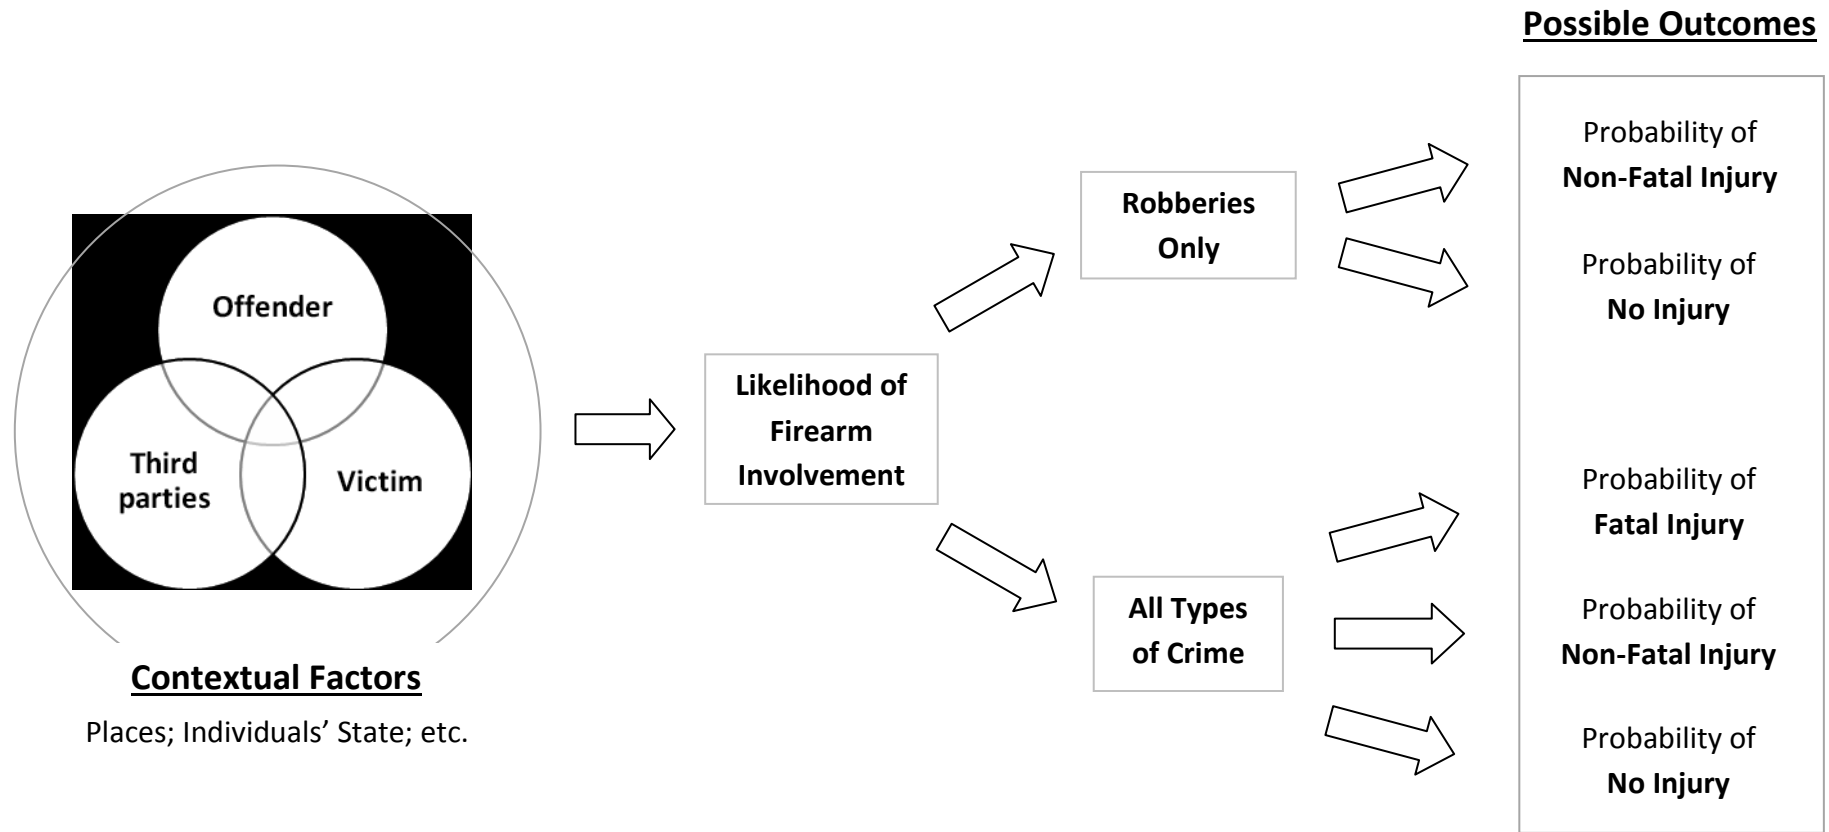 Possible Outcomes
Offender
Third
parties
Victim
Contextual Factors
Places; Individuals’ State; etc.
Likelihood of
Firearm
Involvement
Robberies
Only
All Types
of Crime
Probability of
Non-Fatal Injury
Probability of
No Injury
Probability of
Fatal Injury
Probability of
Non-Fatal Injury
Probability of
No Injury